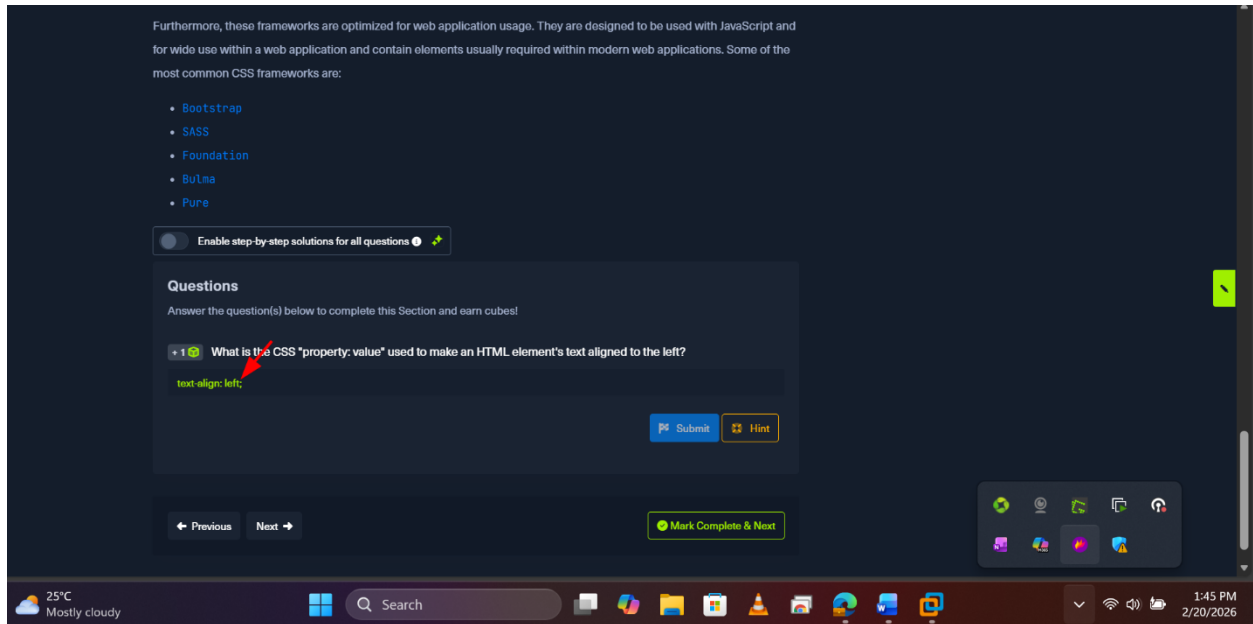 Furthermore, these frameworks are optimized for web application usage. They are designed to be used with JavaScript and
for wide use within a web application and contain elements usually required within modern web applications. Some of the
most common CSS frameworks are:
• Bootstrap
• SASS
• Foundation
• Bulma
• Pure
Enable step-by-step solutions for all questions
Questions
Answer the question(s) below to complete this Section and earn cubes!
+ 1 What is the CSS "property: value" used to make an HTML element's text aligned to the left?
text-align: left;
Submit Hint
Previous Next Mark Complete & Next
25°C
Mostly cloudy
Search
1:45 PM
2/20/2026